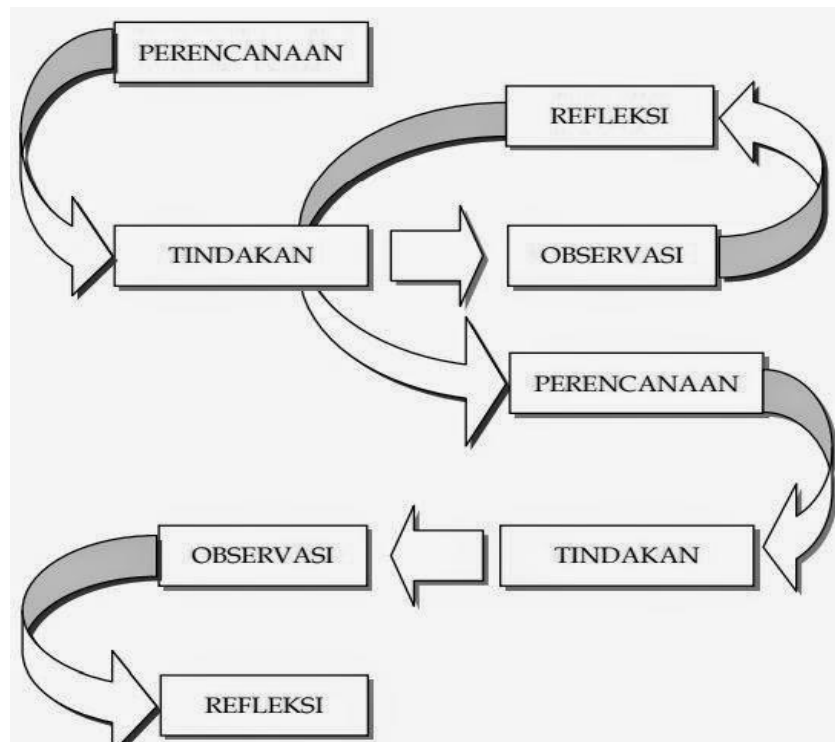 PERENCANAAN
REFLEKSI
TINDAKAN
OBSERVASI
PERENCANAAN
OBSERVASI
TINDAKAN
REFLEKSI